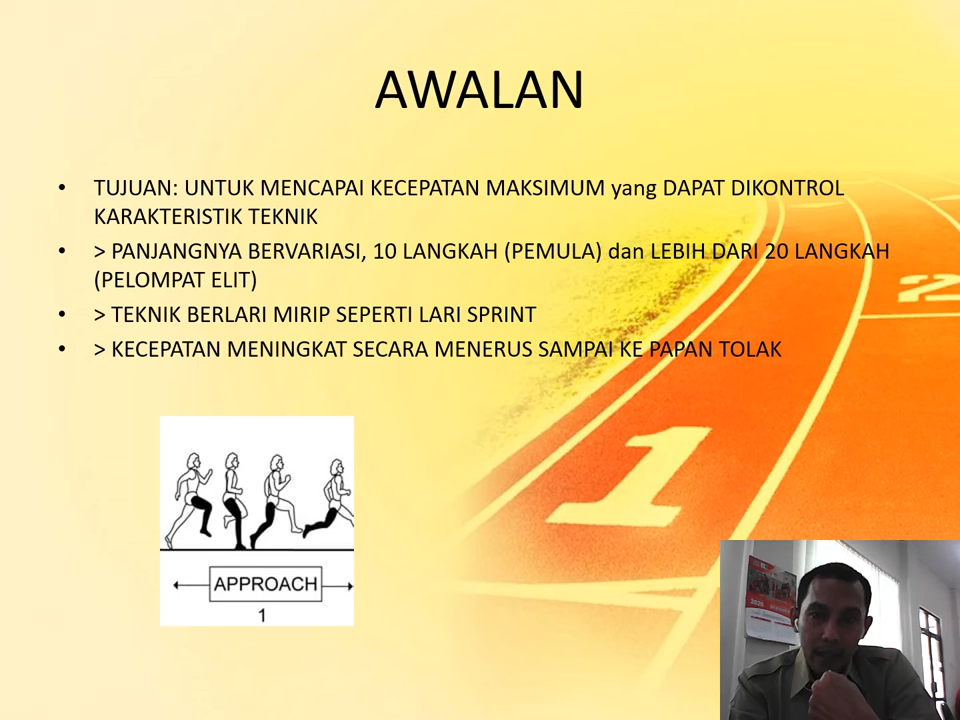 AWALAN
• TUJUAN: UNTUK MENCAPAI KECEPATAN MAKSIMUM yang DAPAT DIKONTROL
KARAKTERISTIK TEKNIK
• > PANJANGNYA BERVARIASI, 10 LANGKAH (PEMULA) dan LEBIH DARI 20 LANGKAH
(PELOMPAT ELIT)
• > TEKNIK BERLARI MIRIP SEPERTI LARI SPRINT
• > KECEPATAN MENINGKAT SECARA MENERUS SAMPAI KE PAPAN TOLAK
2
1
APPROACH
1
2025